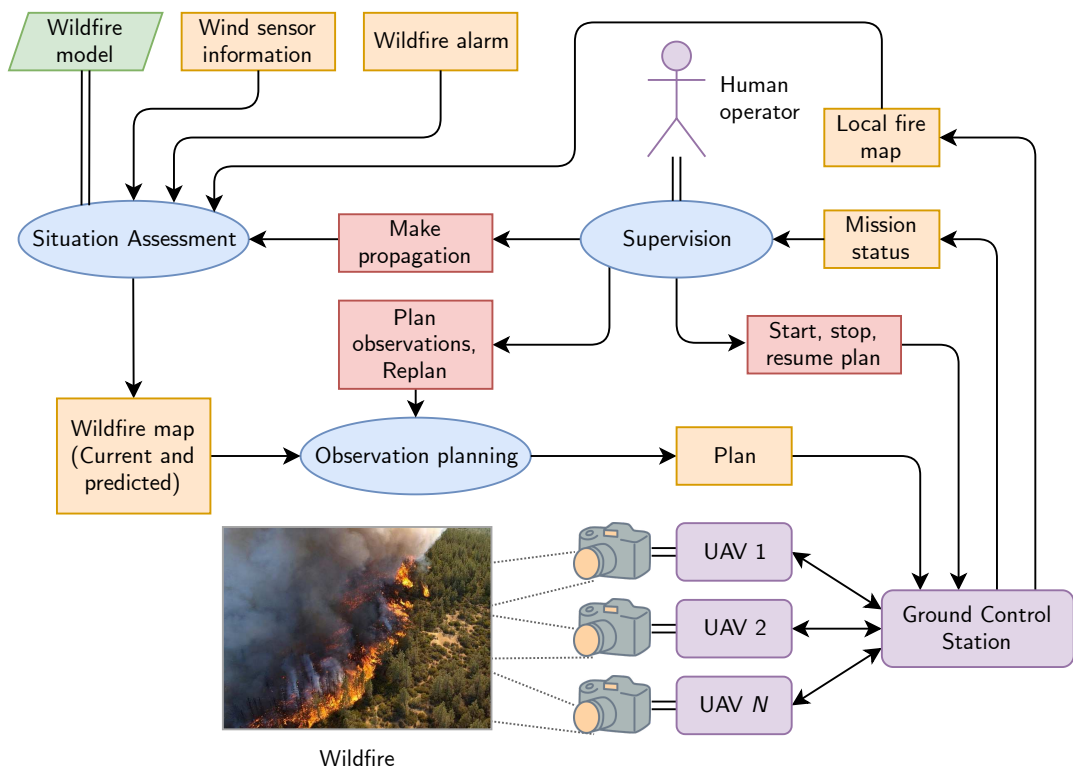 Wildfire
model
Wind sensor
information
Wildfire alarm
Human
operator
Local fire
map
Situation Assessment
Make
propagation
Supervision
Mission
status
Plan
observations,
Replan
Start, stop,
resume plan
Wildfire map
(Current and
predicted)
Observation planning
Plan
UAV 1
UAV 2
UAV N
Ground Control
Station
Wildfire